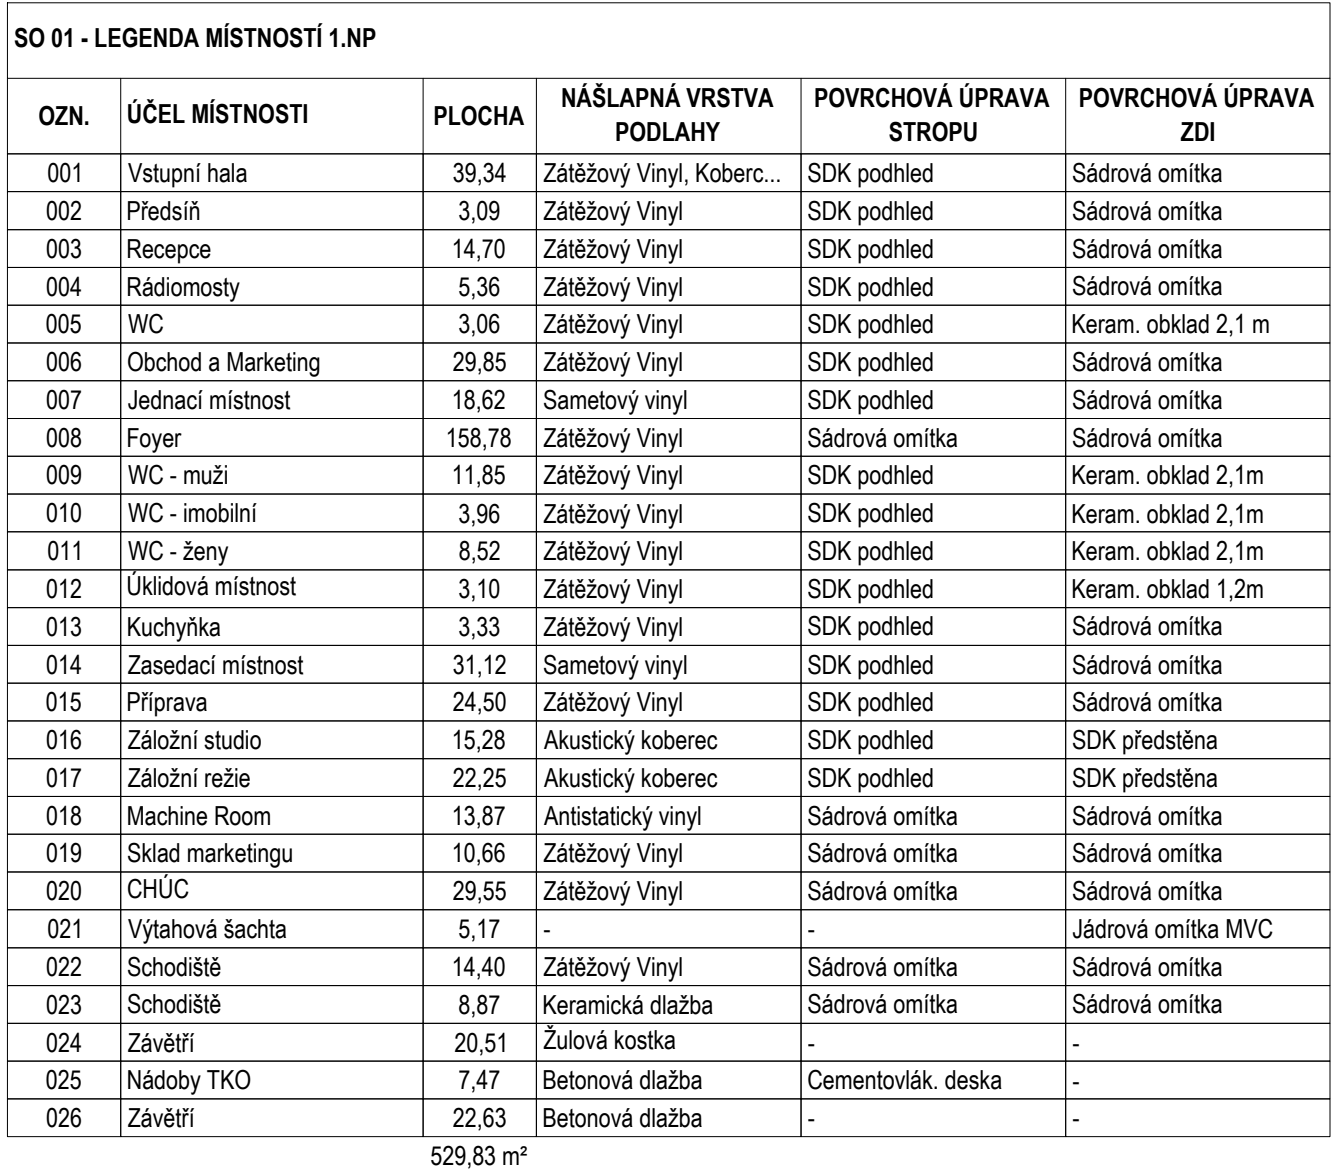 SO 01 - LEGENDA MÍSTNOSTÍ 1.NP
OZN. ÚČEL MÍSTNOSTI PLOCHA NÁŠLAPNÁ VRSTVA PODLAHY POVRCHOVÁ ÚPRAVA STROPU POVRCHOVÁ ÚPRAVA ZDI
001 Vstupní hala 39,34 Zátěžový Vinyl, Koberc... SDK podhled Sádrová omítka
002 Předsíň 3,09 Zátěžový Vinyl SDK podhled Sádrová omítka
003 Recepce 14,70 Zátěžový Vinyl SDK podhled Sádrová omítka
004 Rádiomosty 5,36 Zátěžový Vinyl SDK podhled Sádrová omítka
005 WC 3,06 Zátěžový Vinyl SDK podhled Keram. obklad 2,1 m
006 Obchod a Marketing 29,85 Zátěžový Vinyl SDK podhled Sádrová omítka
007 Jednací místnost 18,62 Sametový vinyl SDK podhled Sádrová omítka
008 Foyer 158,78 Zátěžový Vinyl Sádrová omítka Sádrová omítka
009 WC - muži 11,85 Zátěžový Vinyl SDK podhled Keram. obklad 2,1m
010 WC - imobilní 3,96 Zátěžový Vinyl SDK podhled Keram. obklad 2,1m
011 WC - ženy 8,52 Zátěžový Vinyl SDK podhled Keram. obklad 2,1m
012 Úklidová místnost 3,10 Zátěžový Vinyl SDK podhled Keram. obklad 1,2m
013 Kuchyňka 3,33 Zátěžový Vinyl SDK podhled Sádrová omítka
014 Zasedací místnost 31,12 Sametový vinyl SDK podhled Sádrová omítka
015 Příprava 24,50 Zátěžový Vinyl SDK podhled Sádrová omítka
016 Záložní studio 15,28 Akustický koberec SDK podhled SDK předstěna
017 Záložní režie 22,25 Akustický koberec SDK podhled SDK předstěna
018 Machine Room 13,87 Antistatický vinyl Sádrová omítka Sádrová omítka
019 Sklad marketingu 10,66 Zátěžový Vinyl Sádrová omítka Sádrová omítka
020 CHÚC 29,55 Zátěžový Vinyl Sádrová omítka Sádrová omítka
021 Výtahová šachta 5,17 - - Jádrová omítka MVC
022 Schodiště 14,40 Zátěžový Vinyl Sádrová omítka Sádrová omítka
023 Schodiště 8,87 Keramická dlažba Sádrová omítka Sádrová omítka
024 Závětří 20,51 Žulová kostka - -
025 Nádoby TKO 7,47 Betonová dlažba Cementovlák. deska -
026 Závětří 22,63 Betonová dlažba - -
529,83 m²